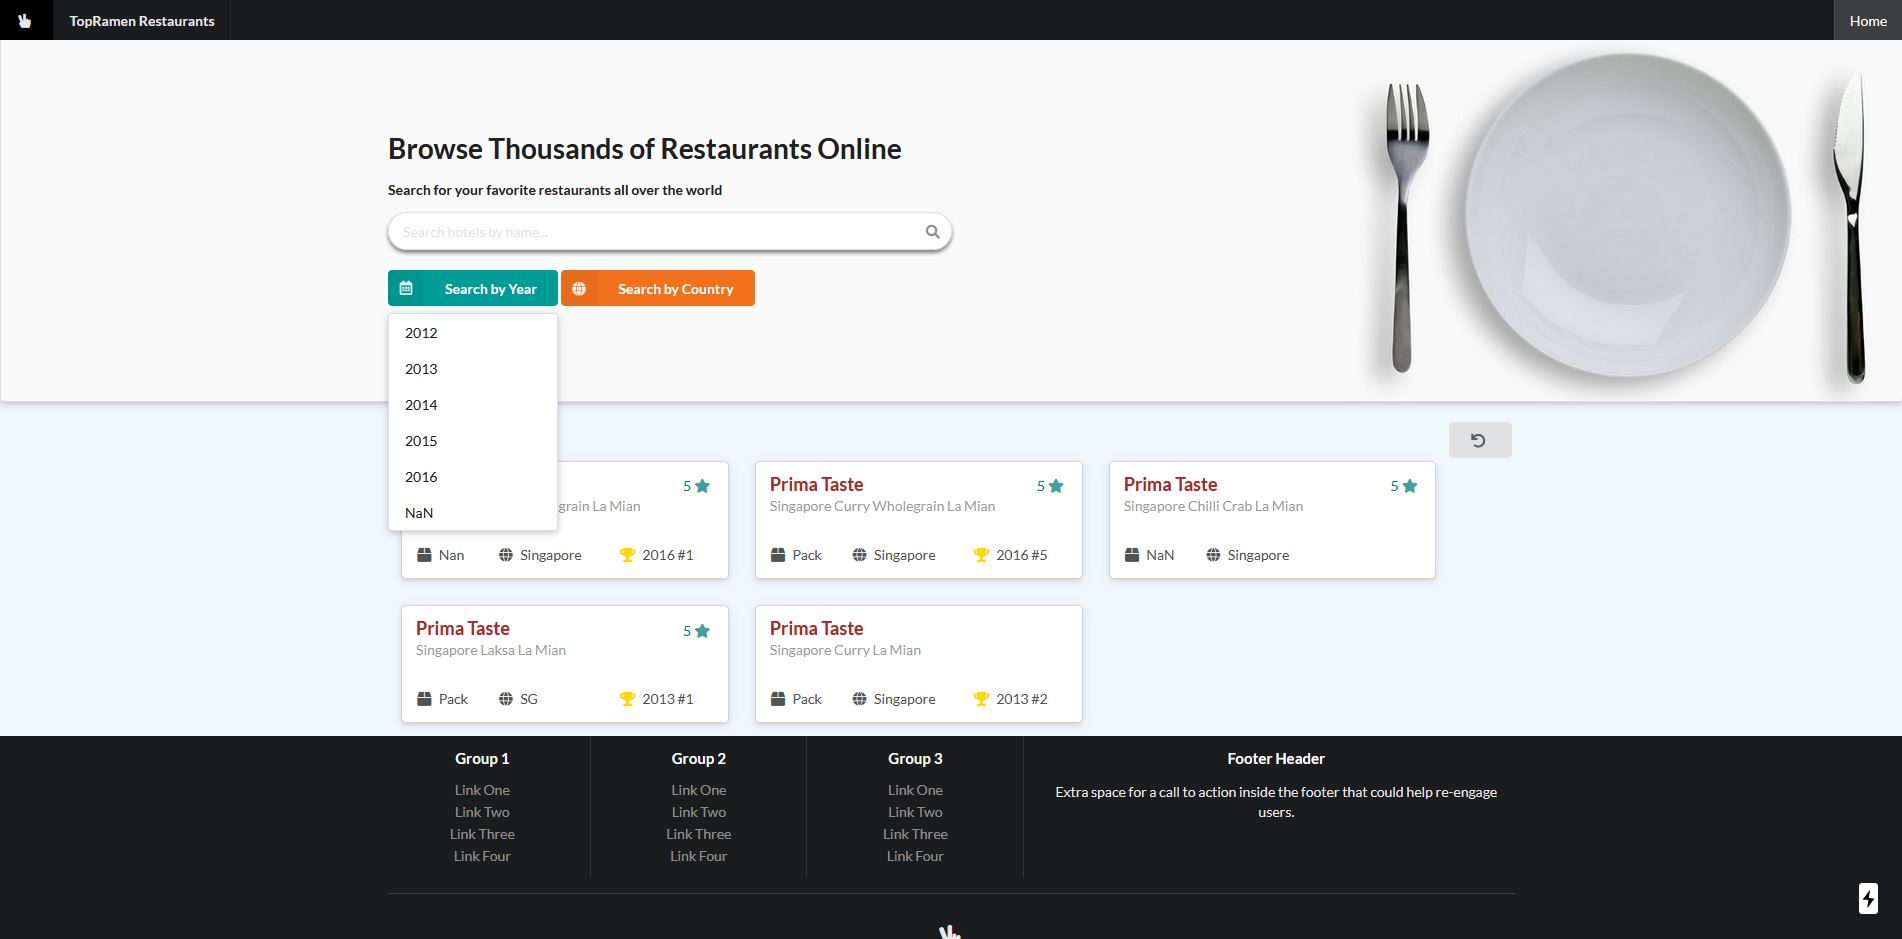 TopRamen Restaurants
Home
Browse Thousands of Restaurants Online
Search for your favorite restaurants all over the world
Search hotels by name...
Search by Year
Search by Country
2012
2013
2014
2015
2016
NaN
5
grain La Mian
Nan
Singapore
2016 #1
Prima Taste
5
Singapore Curry Wholegrain La Mian
Pack
Singapore
2016 #5
Prima Taste
5
Singapore Chilli Crab La Mian
NaN
Singapore
Prima Taste
5
Singapore Laksa La Mian
Pack
SG
2013 #1
Prima Taste
Singapore Curry La Mian
Pack
Singapore
2013 #2
Group 1
Link One
Link Two
Link Three
Link Four
Group 2
Link One
Link Two
Link Three
Link Four
Group 3
Link One
Link Two
Link Three
Link Four
Footer Header
Extra space for a call to action inside the footer that could help re-engage
users.